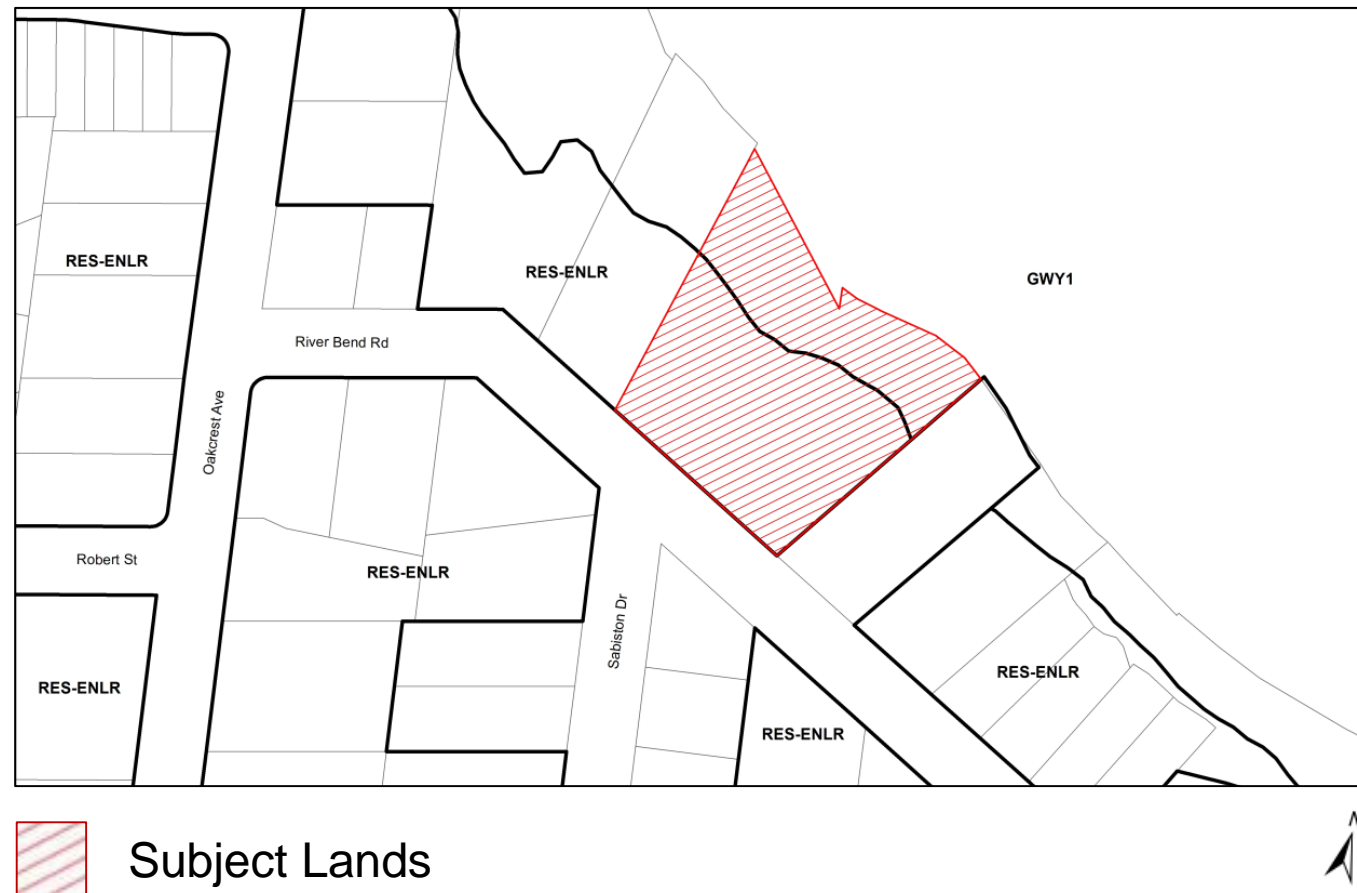 RES-ENLR
RES-ENLR
GWY1
River Bend Rd
Oakcrest Ave
Robert St
RES-ENLR
Sabiston Dr
RES-ENLR
RES-ENLR
RES-ENLR
N
Subject Lands